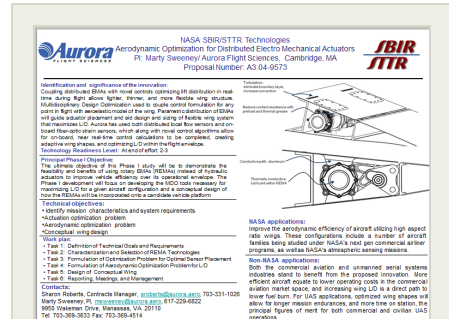 NASA SBIR/STTR Technologies
Aerodynamic Optimization for Distributed Electro Mechanical Actuators
PI: Marty Sweeney/ Aurora Flight Sciences, Cambridge, MA
Proposal Number: A3.04-9573
Aurora
FLIGHT SCIENCES
SBIR
STTR
Identification and significance of the innovation:
Coupling distributed EMAs with novel controls optimizing lift distribution in real-
time during flight allows lighter, thinner, and more flexible wing structure.
Multidisciplinary Design Optimization used to couple control formulation for any
point in flight with aeroelastic model of the wing. Parametric distribution of EMAs
will guide actuator placement and aid design and sizing of flexible wing system
that maximizes L/D. Aurora has used both distributed local flow sensors and on-
board fiber-optic strain sensors, which along with novel control algorithms allow
for on-board, near real-time control calculations to be completed, creating
adaptive wing shapes, and optimizing L/D within the flight envelope.
Technology Readiness Level: At end of effort: 2-3
Principal Phase I Objective:
The ultimate objective of this Phase I study will be to demonstrate the
feasibility and benefits of using rotary EMAs (REMAs) instead of hydraulic
actuators to improve vehicle efficiency over its operational envelope. The
Phase I development will focus on developing the MDO tools necessary for
maximizing L/D for a given aircraft configuration and a conceptual design of
how the REMAs will be incorporated onto a candidate vehicle platform
Technical objectives:
• Identify mission characteristics and system requirements
•Actuation optimization problem
•Aerodynamic optimization problem
•Conceptual wing design
Work plan:
• Task 1: Definition of Technical Goals and Requirements
• Task 2: Characterization and Selection of REMA Technologies
• Task 3: Formulation of Optimization Problem for Optimal Sensor Placement
• Task 4: Formulation of Aerodynamic Optimization Problem for L/D
• Task 5: Design of Conceptual Wing
• Task 6: Reporting, Meetings, and Management
Contacts:
Sharon Roberts, Contracts Manager, sroberts@aurora.aero, 703-331-1026
Marty Sweeney, PI, msweeney@aurora.aero, 617-229-6822
9950 Wakeman Drive, Manassas, VA. 20110
Tel: 703-369-3633 Fax: 703-369-4514
Turbulators -
eliminate boundary layer,
increase convection
Reduce contact resistance with
preload and thermal grease
Conductive path, aluminum
Thermally conductive
lubricant within REMA
NASA applications:
Improve the aerodynamic efficiency of aircraft utilizing high aspect
ratio wings. These configurations include a number of aircraft
families being studied under NASA's next gen commercial airliner
programs, as well as NASA's atmospheric sensing missions.
Non-NASA applications:
Both the commercial aviation and unmanned aerial systems
industries stand to benefit from the proposed innovation. More
efficient aircraft equate to lower operating costs in the commercial
aviation market space, and increasing wing L/D is a direct path to
lower fuel burn. For UAS applications, optimized wing shapes will
allow for longer mission endurances, and more time on station, the
principal figures of merit for both commercial and civilian UAS
operations.